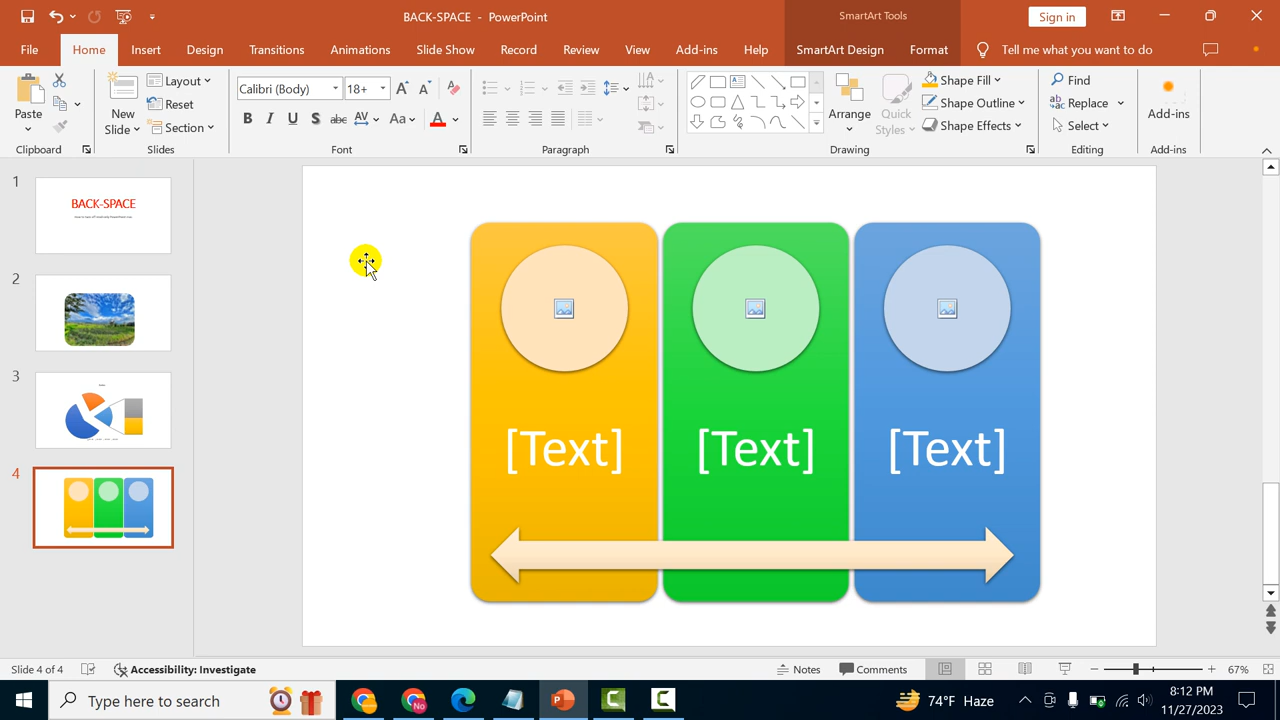 BACK-SPACE - PowerPoint
SmartArt Tools
Sign in
File Home Insert Design Transitions Animations Slide Show Record Review View Add-ins Help SmartArt Design Format Tell me what you want to do
Paste
New Slide
Layout
Reset
Section
Calibri (Body) 18+
B I U S abc AV Aa A
Arrange
Quick Styles
Shape Fill
Shape Outline
Shape Effects
Find
Replace
Select
Add-ins
Clipboard Slides Font Paragraph Drawing Editing Add-ins
1
BACK-SPACE
2
3
4
[Text] [Text] [Text]
Slide 4 of 4 Accessibility: Investigate Notes Comments 67%
Type here to search
74°F Haze
8:12 PM
11/27/2023